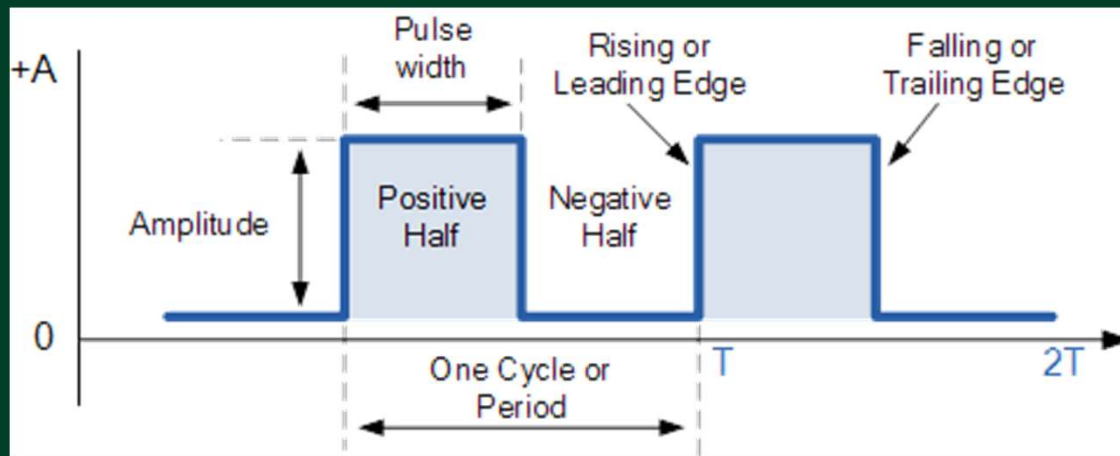 Pulse
width
Rising or
Leading Edge
Falling or
Trailing Edge
+A
Amplitude
Positive
Half
Negative
Half
0
T
2T
One Cycle or
Period